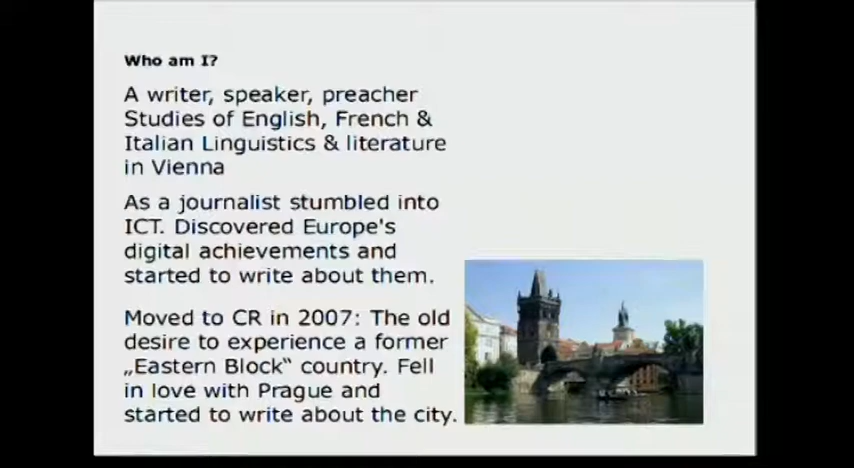 Who am I?
A writer, speaker, preacher
Studies of English, French &
Italian Linguistics & literature
in Vienna
As a journalist stumbled into
ICT. Discovered Europe's
digital achievements and
started to write about them.
Moved to CR in 2007: The old
desire to experience a former
„Eastern Block“ country. Fell
in love with Prague and
started to write about the city.